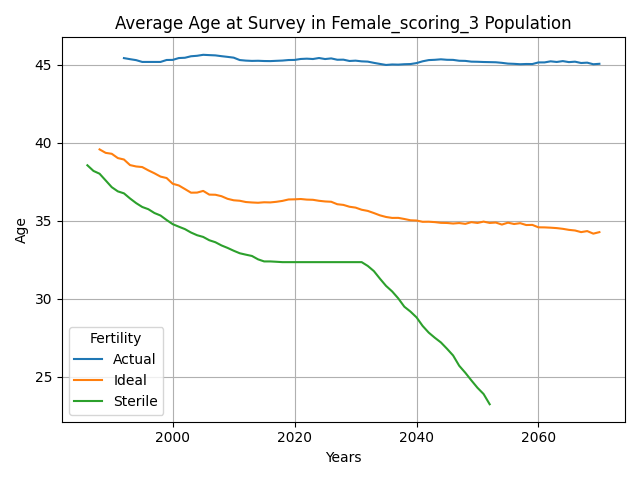 Average Age at Survey in Female_scoring_3 Population
Age
45
40
35
30
25
Fertility
Actual
Ideal
Sterile
2000 2020 2040 2060
Years